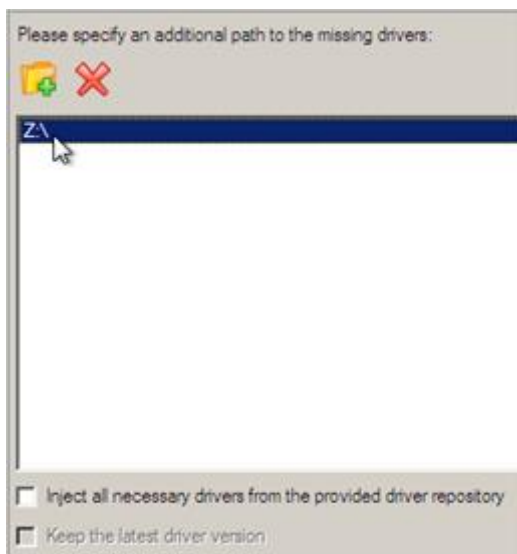 Please specify an addtional path to the missing drivers:
Z:\
Inject all necessary drivers from the provided driver repository
Keep the latest driver version